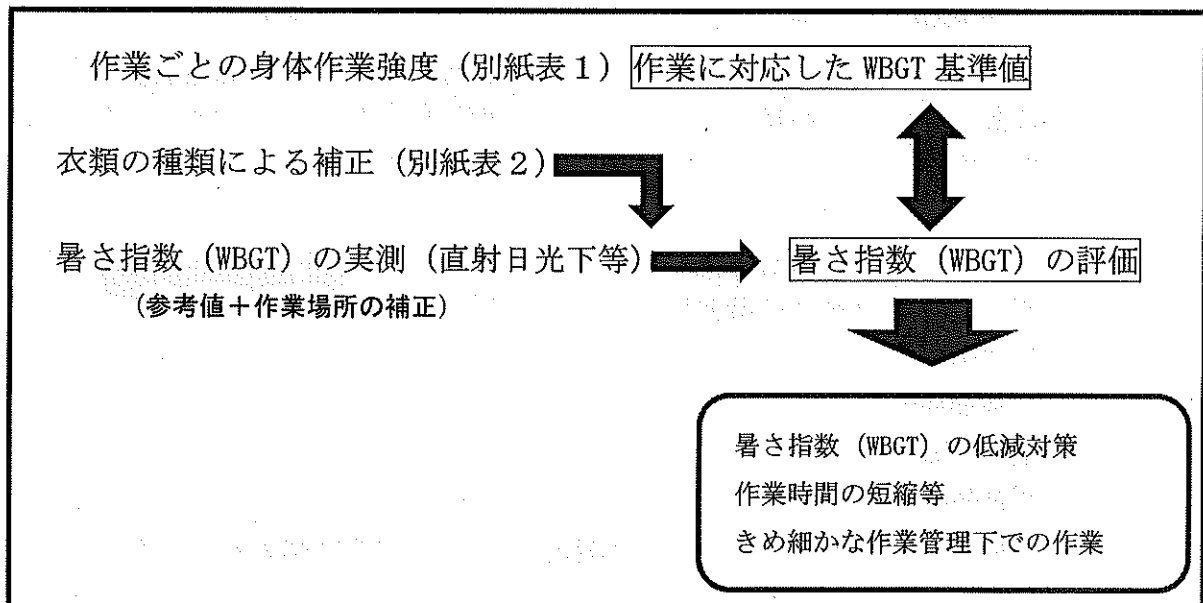 作業ごとの身体作業強度（別紙表１）作業に対応した WBGT 基準値
衣類の種類による補正（別紙表２）
暑さ指数（WBGT）の実測（直射日光下等）
暑さ指数（WBGT）の評価
（参考値＋作業場所の補正）
暑さ指数（WBGT）の低減対策
作業時間の短縮等
きめ細かな作業管理下での作業